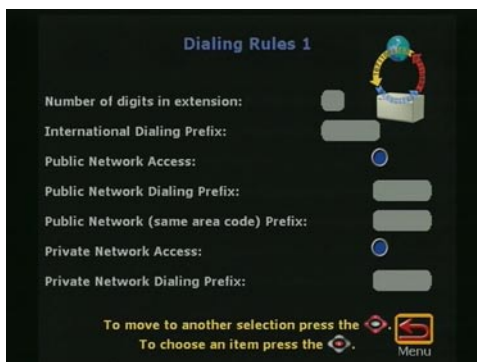 Dialing Rules 1
Number of digits in extension:
International Dialing Prefix:
Public Network Access:
Public Network Dialing Prefix:
Public Network (same area code) Prefix:
Private Network Access:
Private Network Dialing Prefix:
To move to another selection press the .
To choose an item press the .
Menu